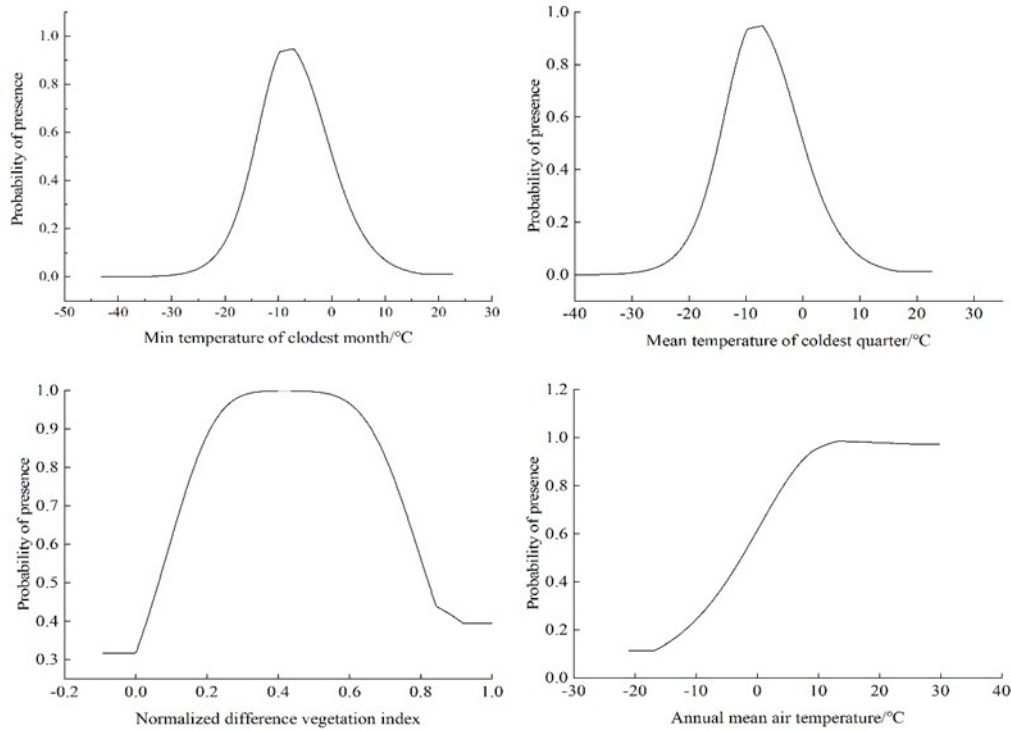 1.0
0.8
0.6
0.4
0.2
0.0
-50 -40 -30 -20 -10 0 10 20 30
Probability of presence
Min temperature of clodest month/°C
1.0
0.8
0.6
0.4
0.2
0.0
-40 -30 -20 -10 0 10 20 30
Probability of presence
Mean temperature of coldest quarter/°C
1.0
0.9
0.8
0.7
0.6
0.5
0.4
0.3
-0.2 0.0 0.2 0.4 0.6 0.8 1.0
Probability of presence
Normalized difference vegetation index
1.2
1.0
0.8
0.6
0.4
0.2
0.0
-30 -20 -10 0 10 20 30 40
Probability of presence
Annual mean air temperature/°C